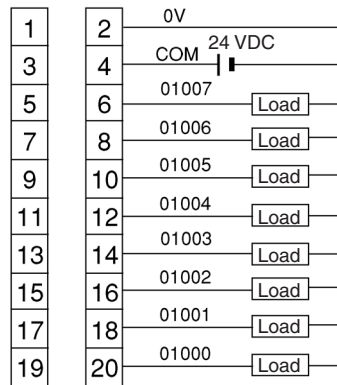 1 2 0V
3 4 COM 24 VDC
5 6 01007 Load
7 8 01006 Load
9 10 01005 Load
11 12 01004 Load
13 14 01003 Load
15 16 01002 Load
17 18 01001 Load
19 20 01000 Load